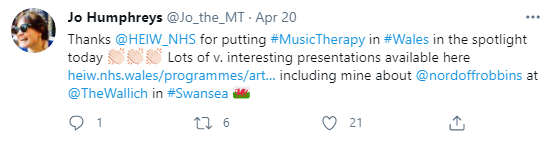 Jo Humphreys @Jo_the_MT · Apr 20
Thanks @HEIW_NHS for putting #MusicTherapy in #Wales in the spotlight
today 👏🏻👏🏻👏🏻 Lots of v. interesting presentations available here
heiw.nhs.wales/programmes/art... including mine about @nordoffrobbins at
@TheWallich in #Swansea 🏴󠁧󠁢󠁷󠁬󠁳󠁿
1 6 21